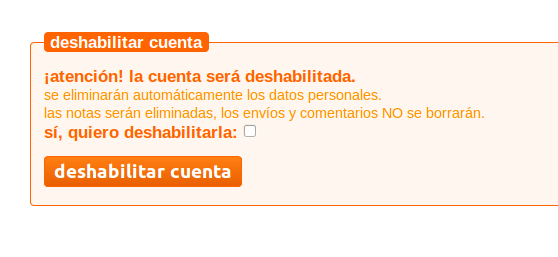 deshabilitar cuenta
¡atención! la cuenta será deshabilitada.
se eliminarán automáticamente los datos personales.
las notas serán eliminadas, los envíos y comentarios NO se borrarán.
sí, quiero deshabilitarla:
deshabilitar cuenta